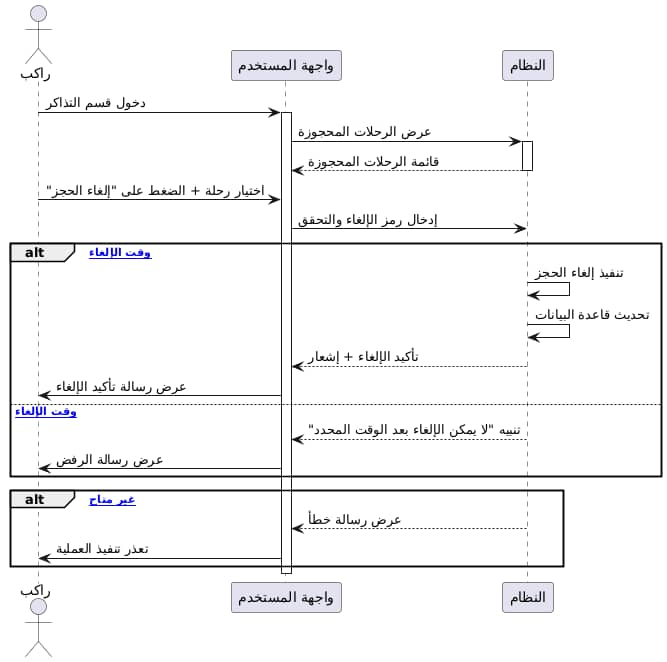 راكب
واجهة المستخدم
النظام
دخول قسم التذاكر
عرض الرحلات المحجوزة
قائمة الرحلات المحجوزة
اختيار رحلة + الضغط على "إلغاء الحجز"
إدخال رمز الإلغاء والتحقق
alt
وقت الإلغاء
تنفيذ إلغاء الحجز
تحديث قاعدة البيانات
تأكيد الإلغاء + إشعار
عرض رسالة تأكيد الإلغاء
وقت الإلغاء
تنبيه "لا يمكن الإلغاء بعد الوقت المحدد"
عرض رسالة الرفض
alt
غير متاح
عرض رسالة خطأ
تعذر تنفيذ العملية
راكب
واجهة المستخدم
النظام